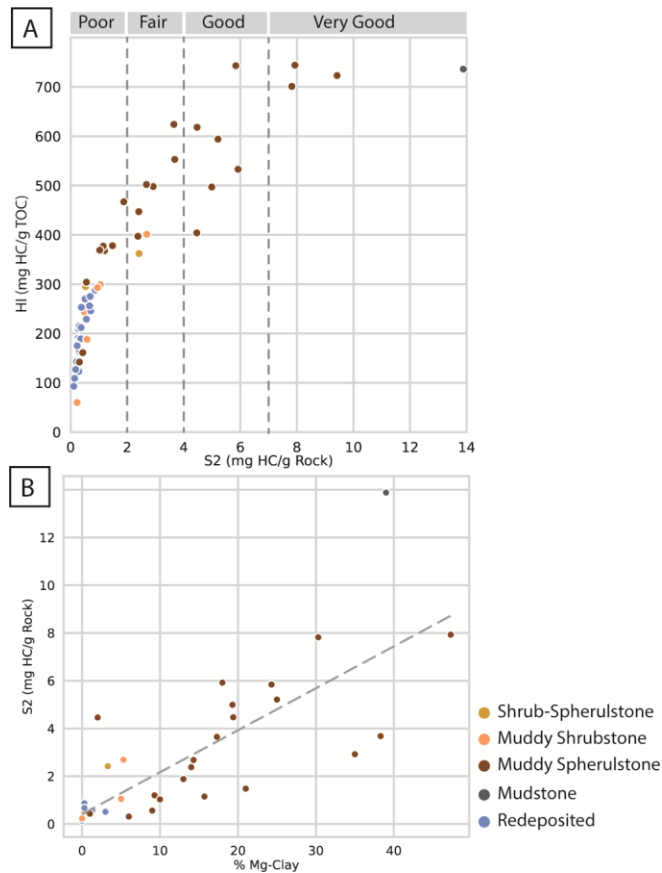 A
Poor Fair Good Very Good
700
600
500
400
300
200
100
0
HI (mg HC/g TOC)
0 2 4 6 8 10 12 14
S2 (mg HC/g Rock)
B
12
10
8
6
4
2
0
S2 (mg HC/g Rock)
0 10 20 30 40
% Mg-Clay
Shrub-Spherulstone
Muddy Shrubstone
Muddy Spherulstone
Mudstone
Redeposited